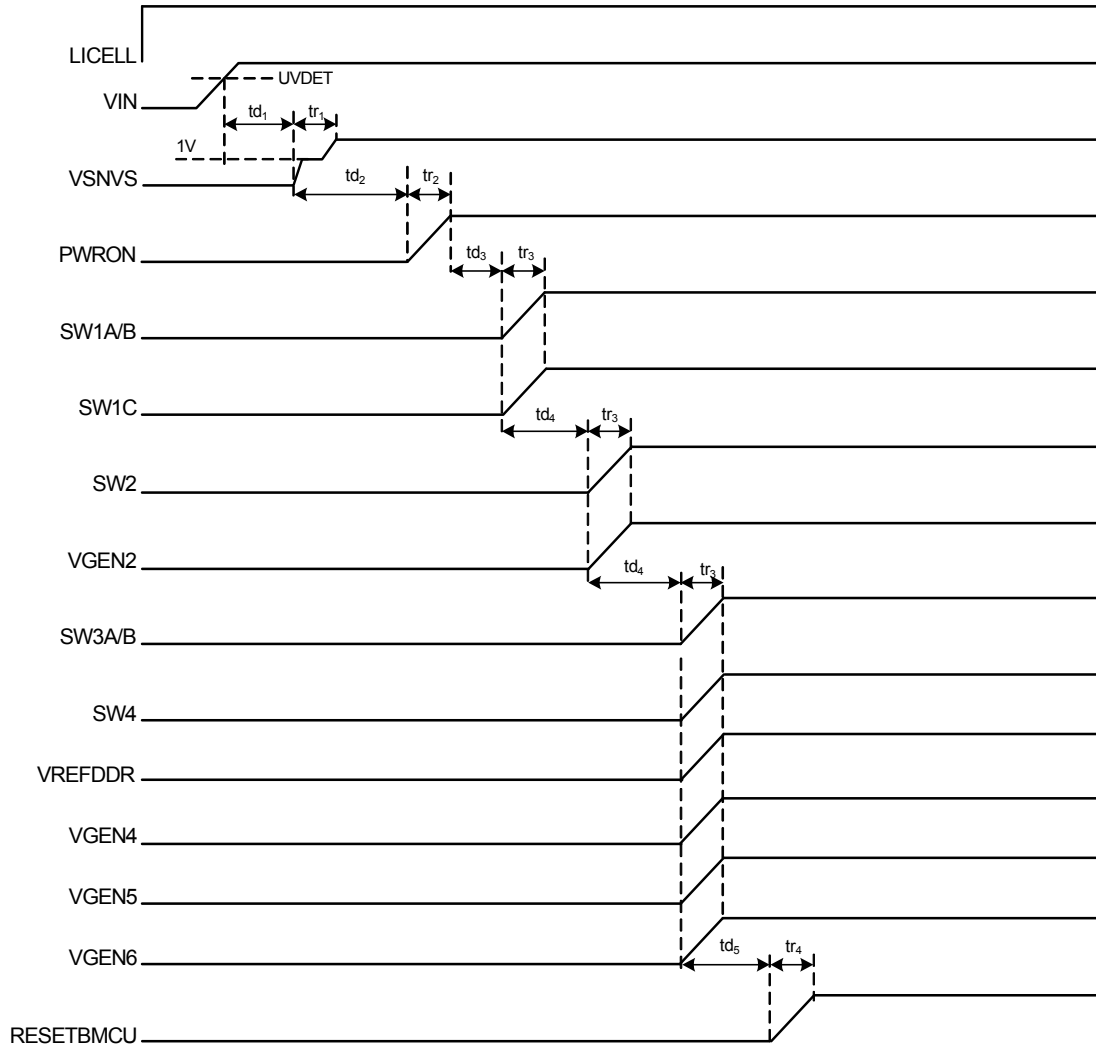 LICELL
UVDET
VIN
td₁ tr₁
1V
VSNVS
td₂ tr₂
PWRON
td₃ tr₃
SW1A/B
SW1C
td₄ tr₃
SW2
VGEN2
td₄ tr₃
SW3A/B
SW4
VREFDDR
VGEN4
VGEN5
VGEN6
td₅ tr₄
RESETBMCU